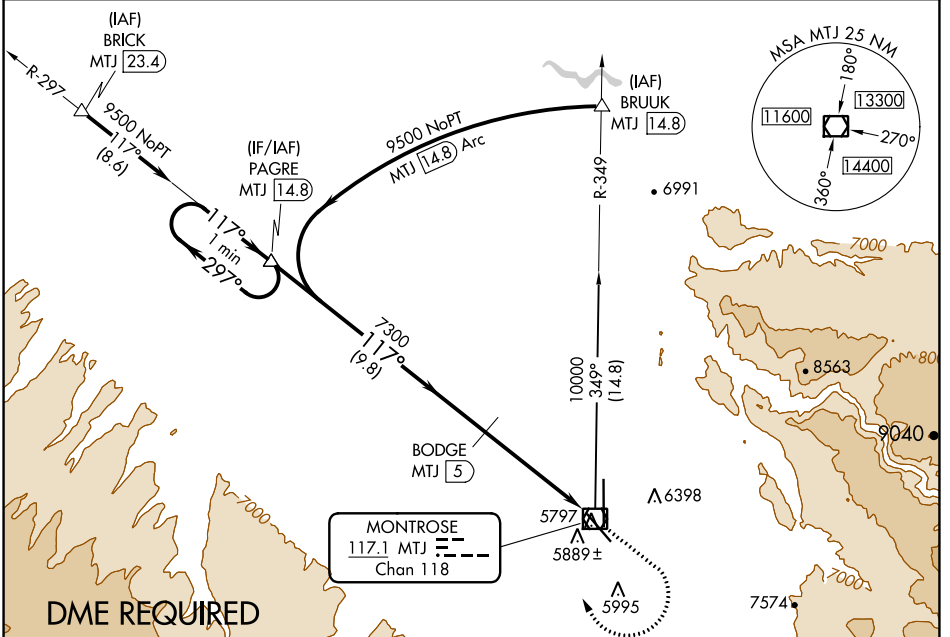 (IAF)
BRICK
MTJ 23.4
R-297
9500 NoPT
117°
(8.6)
(IF/IAF)
PAGRE
MTJ 14.8
117°
1 min
297°
9500 NoPT
MTJ 14.8 Arc
(IAF)
BRUUK
MTJ 14.8
R-349
6991
MSA MTJ 25 NM
180°
13300
11600
270°
14400
360°
7000
7300
117°
(9.8)
10000
349°
(14.8)
8563
800
9040
BODGE
MTJ 5
6398
5797
5889 ±
MONTROSE
117.1 MTJ
Chan 118
7000
5995
7000
7574
DME REQUIRED